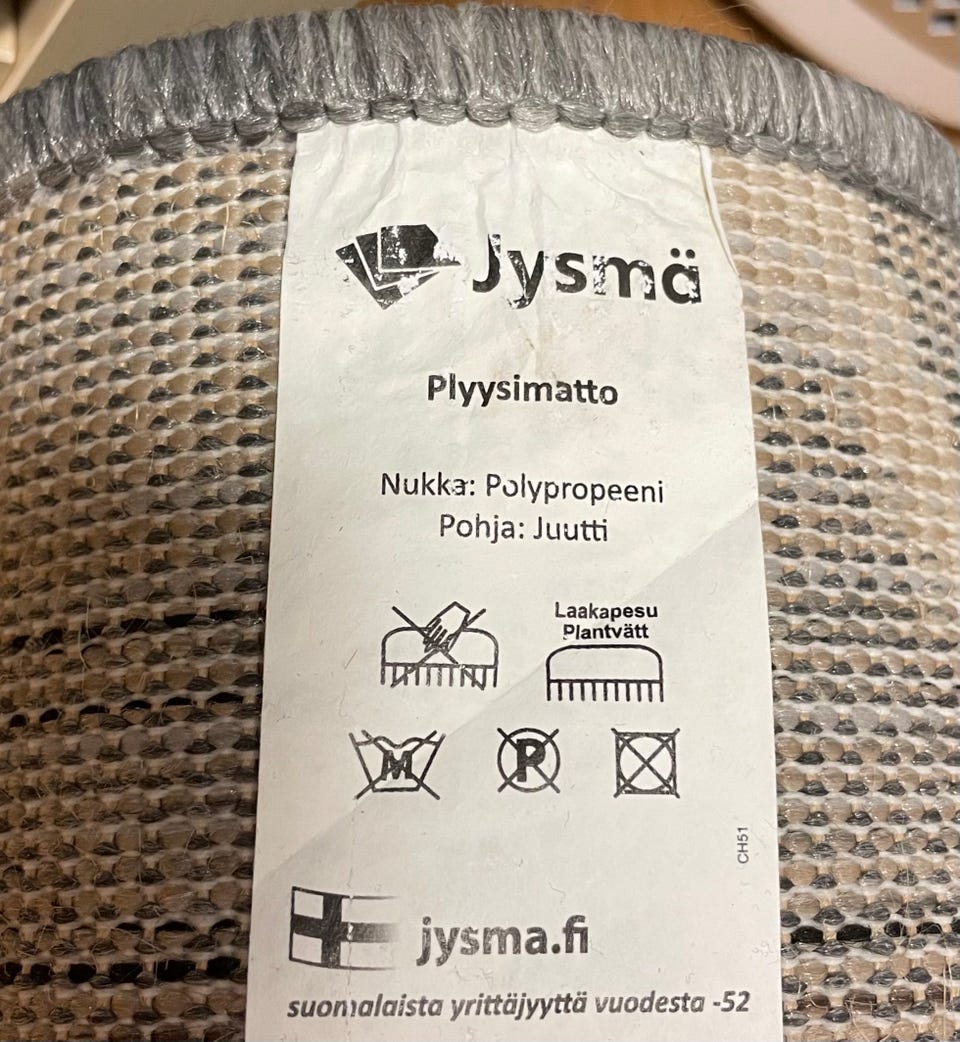 Jysmä
Plyysimatto
Nukka: Polypropeeni
Pohja: Juutti
Laakapesu
Plantvätt
M
P
CH51
jysma.fi
suomalaista yrittäjyyttä vuodesta -52